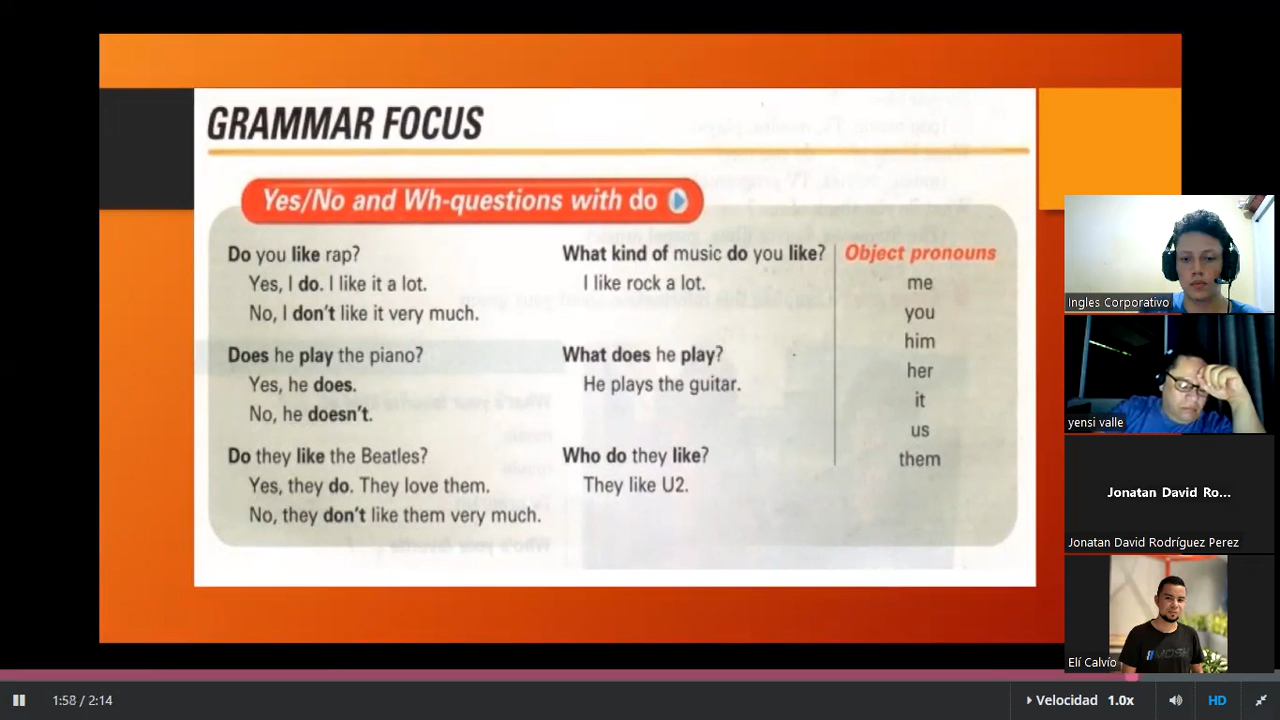 GRAMMAR FOCUS
Yes/No and Wh-questions with do
Do you like rap?
Yes, I do. I like it a lot.
No, I don't like it very much.
Does he play the piano?
Yes, he does.
No, he doesn't.
Do they like the Beatles?
Yes, they do. They love them.
No, they don't like them very much.
What kind of music do you like?
I like rock a lot.
What does he play?
He plays the guitar.
Who do they like?
They like U2.
Object pronouns
me
you
him
her
it
us
them
Ingles Corporativo
yensi valle
Jonatan David Ro...
Jonatan David Rodríguez Perez
Elí Calvío
1:58 / 2:14
Velocidad 1.0x
HD